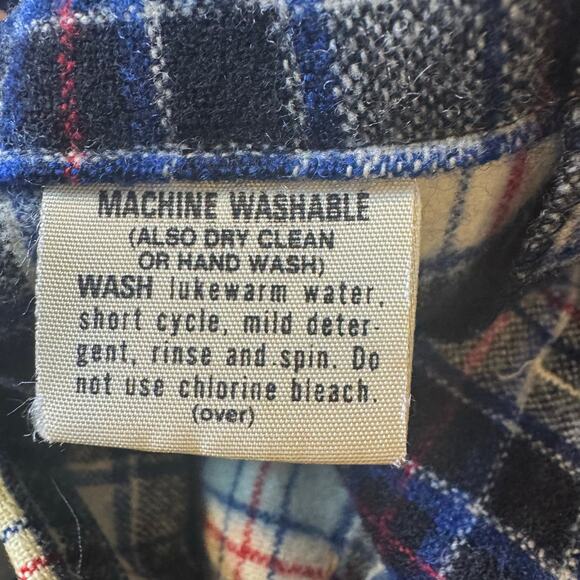 MACHINE WASHABLE
(ALSO DRY CLEAN
OR HAND WASH)
WASH lukewarm water,
short cycle, mild deter-
gent, rinse and spin. Do
not use chlorine bleach.
(over)